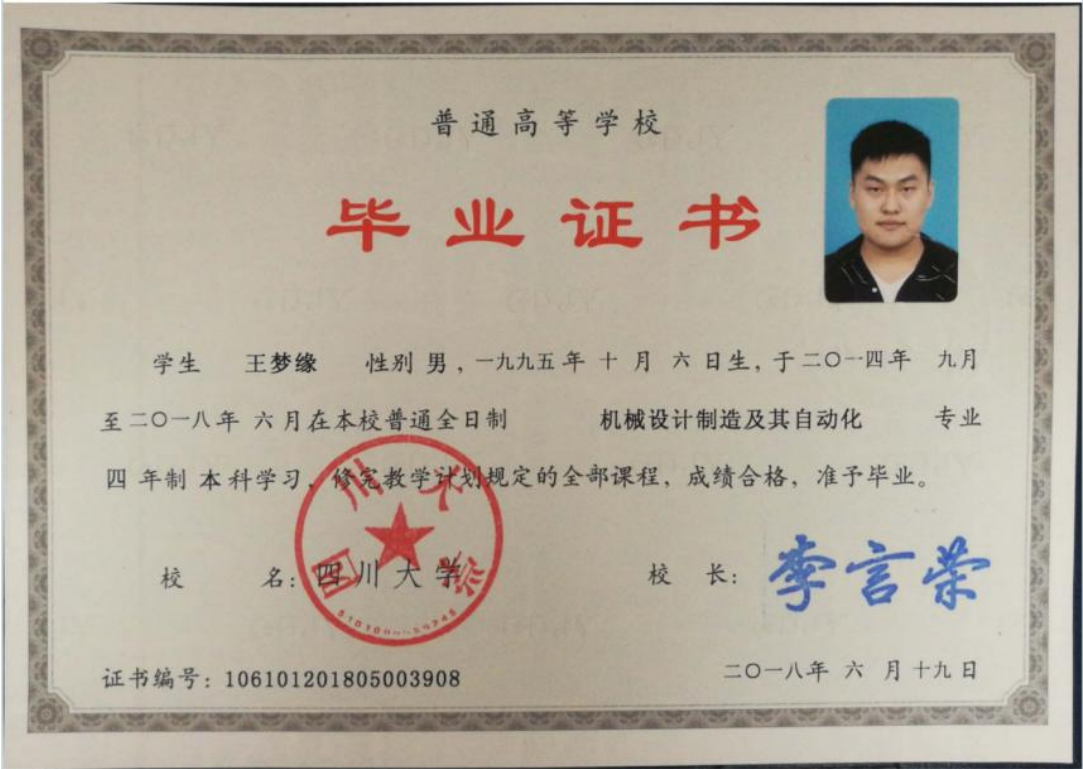 普通高等学校
毕业证书
学生 王梦缘 性别 男，一九九五年 十 月 六 日生，于二〇一四年 九月
至二〇一八年 六月在本校普通全日制 机械设计制造及其自动化 专业
四 年制 本科学习，修完教学计划规定的全部课程，成绩合格，准予毕业。
校 名：四川大学
四川大学
校 长：李言荣
证书编号：106101201805003908
二〇一八年 六 月 十九 日